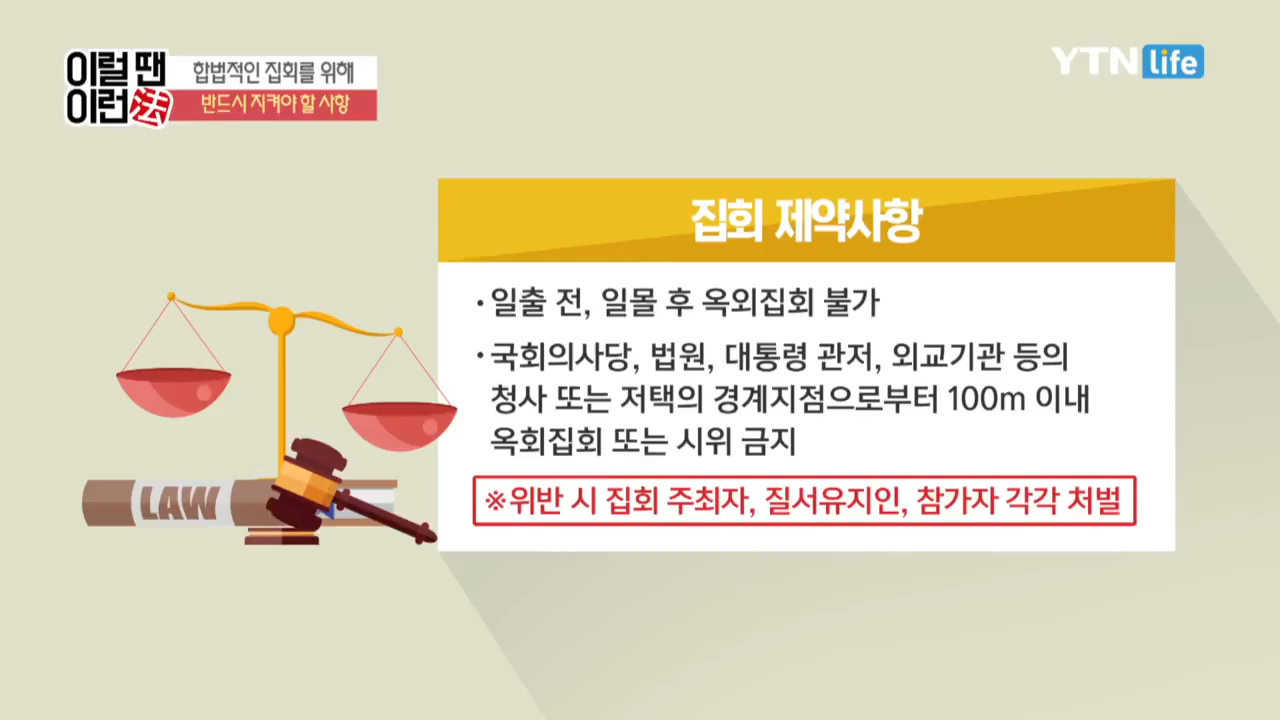 이럴 땐
이런法
합법적인 집회를 위해
반드시 지켜야 할 사항
YTN life
집회 제약사항
·일출 전, 일몰 후 옥외집회 불가
·국회의사당, 법원, 대통령 관저, 외교기관 등의
청사 또는 저택의 경계지점으로부터 100m 이내
옥회집회 또는 시위 금지
※위반 시 집회 주최자, 질서유지인, 참가자 각각 처벌
LAW